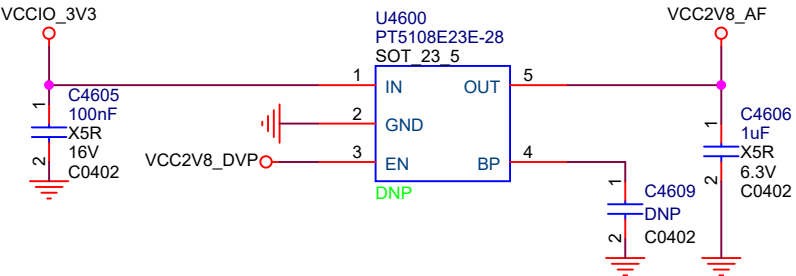 VCCIO_3V3
U4600
PT5108E23E-28
SOT_23_5
VCC2V8_AF
1
IN
OUT
5
2
GND
VCC2V8_DVP
3
EN
BP
4
DNP
1
2
C4605
100nF
X5R
16V
C0402
1
2
C4609
DNP
C0402
1
2
C4606
1uF
X5R
6.3V
C0402